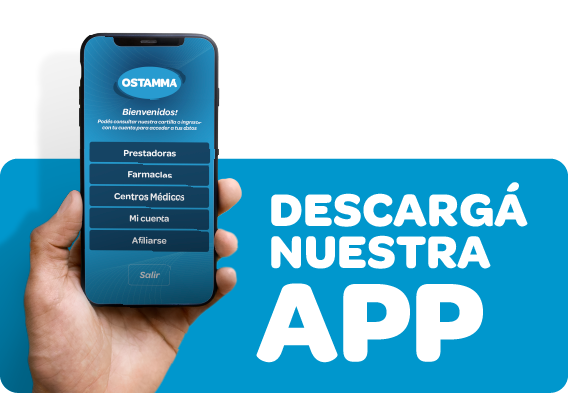 OSTAMMA
Bienvenidos!
Podés consultar nuestra cartilla o ingresar
con tu cuenta para acceder a tus datos
Prestadoras
Farmacias
Centros Médicos
Mi cuenta
Afiliarse
Salir
DESCARGÁ
NUESTRA
APP